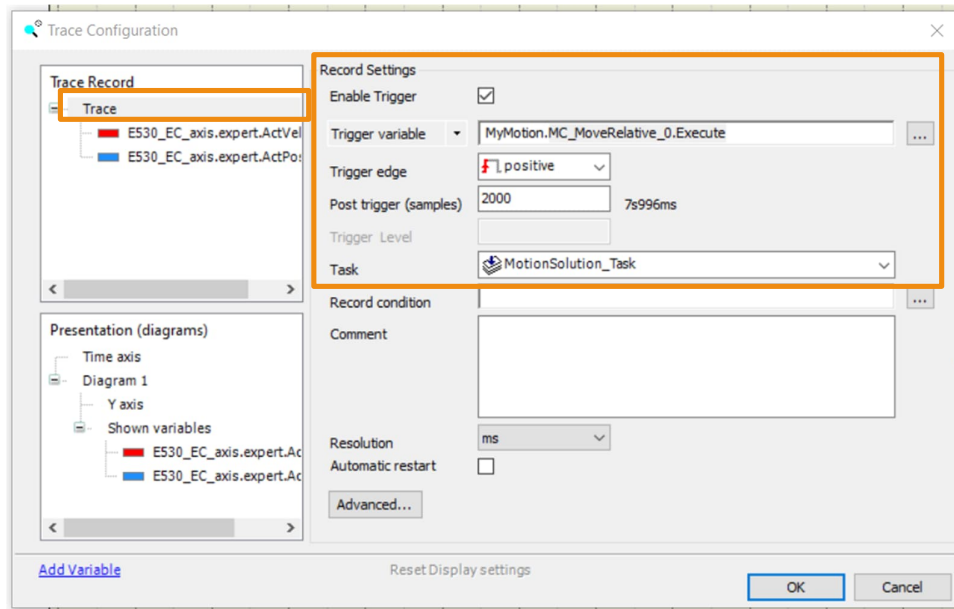 Trace Configuration
Trace Record
Trace
E530_EC_axis.expert.ActVel
E530_EC_axis.expert.ActPos
Record Settings
Enable Trigger
Trigger variable
MyMotion.MC_MoveRelative_0.Execute
...
Trigger edge
positive
Post trigger (samples)
2000
7s996ms
Trigger Level
Task
MotionSolution_Task
Record condition
...
Comment
Presentation (diagrams)
Time axis
Diagram 1
Y axis
Shown variables
E530_EC_axis.expert.Ac
E530_EC_axis.expert.Ac
Resolution
ms
Automatic restart
Advanced...
Add Variable
Reset Display settings
OK
Cancel